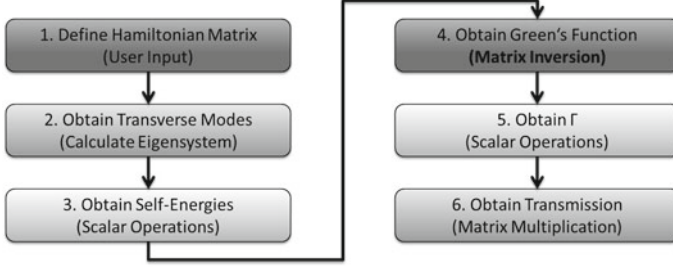 1. Define Hamiltonian Matrix
(User Input)
2. Obtain Transverse Modes
(Calculate Eigensystem)
3. Obtain Self-Energies
(Scalar Operations)
4. Obtain Green's Function
(Matrix Inversion)
5. Obtain Γ
(Scalar Operations)
6. Obtain Transmission
(Matrix Multiplication)